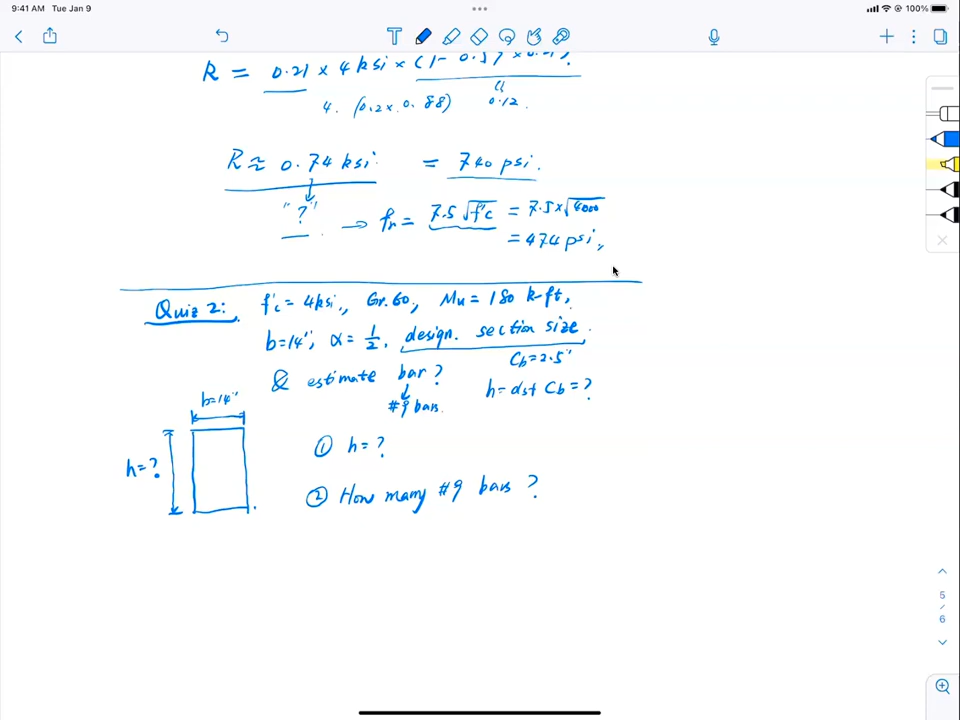 9:41 AM Tue Jan 9
100%
R = 0.21 × 4 ksi ×
4. (0.2 × 0.88) 0.12.
R ≈ 0.74 ksi = 740 psi.
"?" → fr = 7.5 √f'c = 7.5 × √4000
= 474 psi,
Quiz 2: f'c = 4 ksi., Gr. 60, Mu = 180 k-ft,
b = 14", α = 1/2, design. section size.
Cb = 2.5"
& estimate bar? h = dst Cb = ?
#9 bars.
b = 14"
① h = ?
h = ?
② How many #9 bars ?
5
/
6